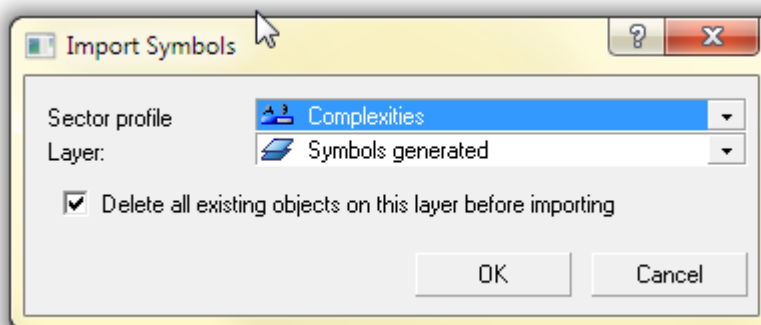 Import Symbols
Sector profile Complexities
Layer: Symbols generated
Delete all existing objects on this layer before importing
OK Cancel